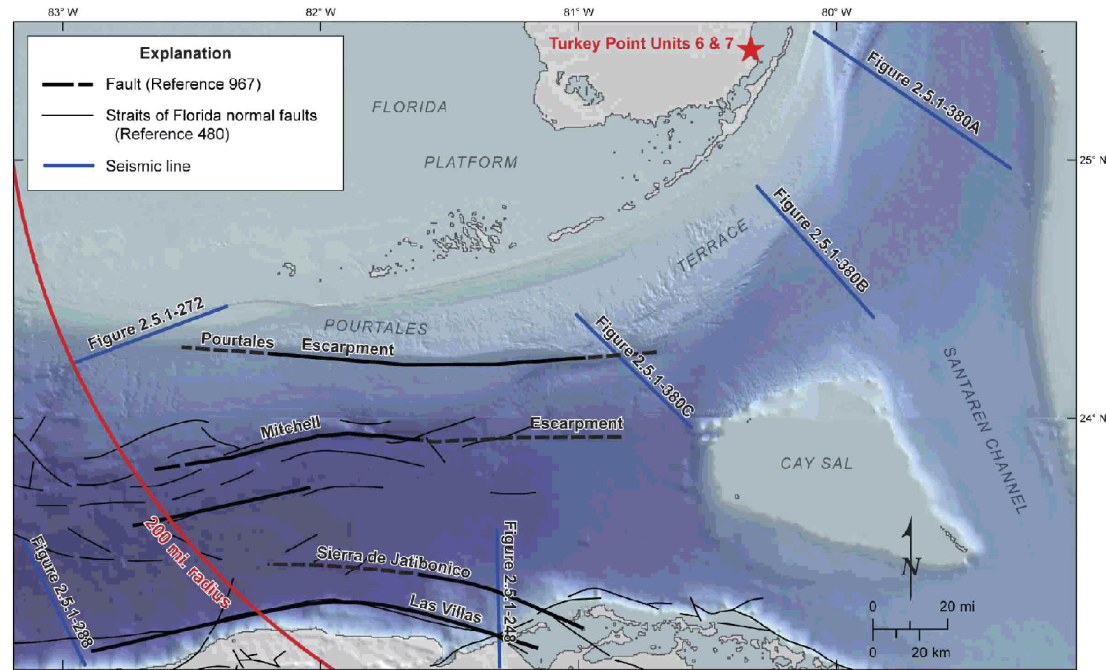 83° W
82° W
81° W
80° W
Explanation
Fault (Reference 967)
Straits of Florida normal faults
(Reference 480)
Seismic line
Turkey Point Units 6 & 7
FLORIDA
PLATFORM
Figure 2.5.1-380A
25° N
Figure 2.5.1-380B
TERRACE
Figure 2.5.1-272
POURTALES
Pourtales Escarpment
Figure 2.5.1-380C
SANTAREN CHANNEL
24° N
Mitchell Escarpment
CAY SAL
200 mi. radius
Figure 2.5.1-288
Sierra de Jatibonico
Las Villas
Figure 2.5.1-248
N
0 20 mi
0 20 km